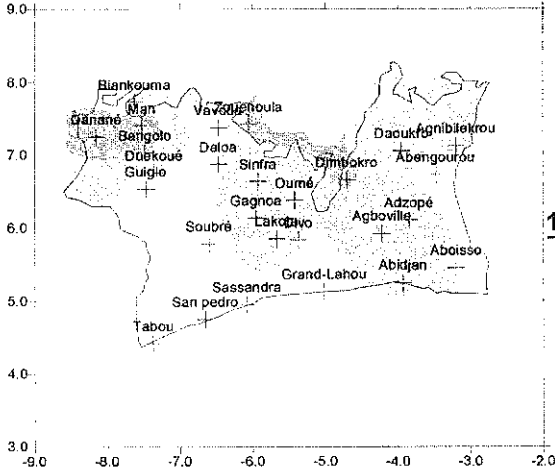 9.0
8.0
7.0
6.0
5.0
4.0
3.0
-9.0 -8.0 -7.0 -6.0 -5.0 -4.0 -3.0 -2.0
Biankouma
Man
Danané
Bangolo
Duekoué
Guiglo
Vavoua
Zouenoula
Daloa
Sinfra
Oumé
Dimbokro
Daoukro
Agnibilekrou
Abengourou
Gagnoa
Lakota
Divo
Soubré
Agboville
Adzopé
Aboisso
Abidjan
Grand-Lahou
Sassandra
San pedro
Tabou
1